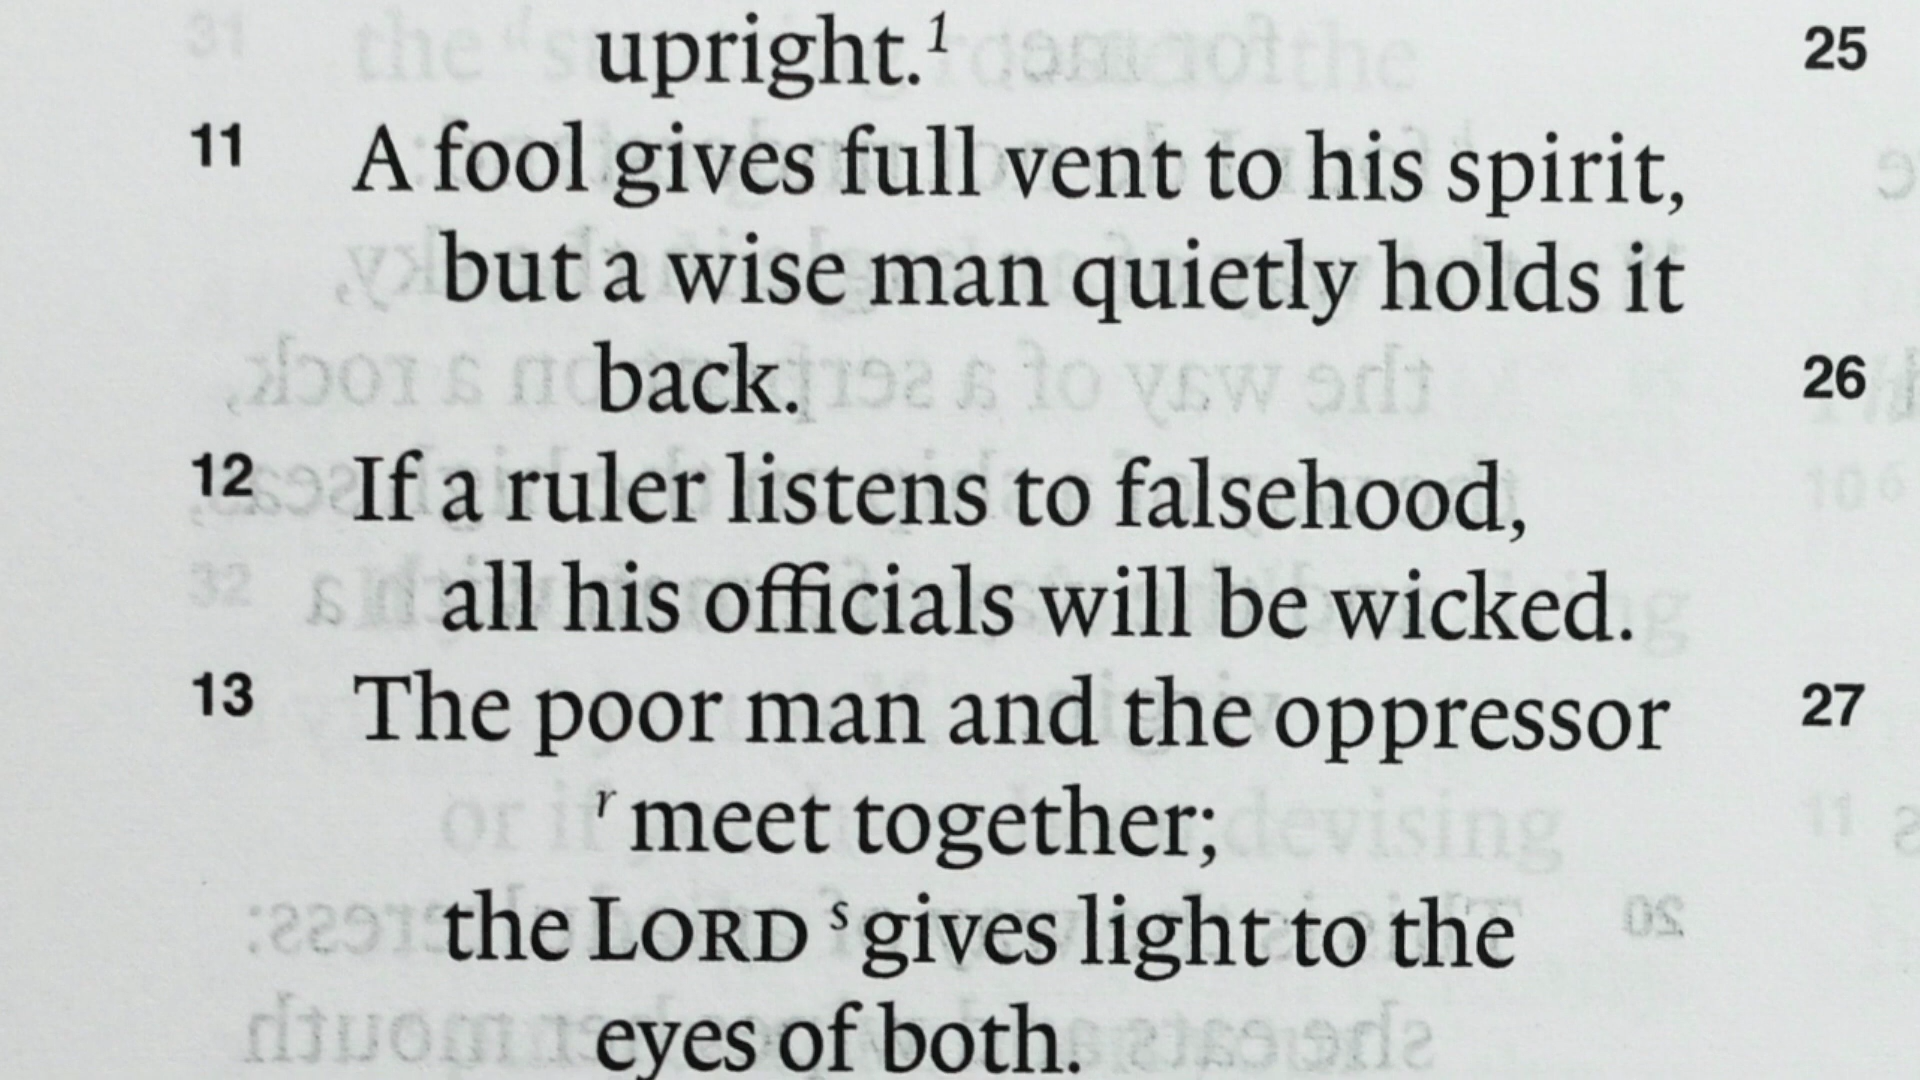 upright.¹
25
11 A fool gives full vent to his spirit,
but a wise man quietly holds it
back.
26
12 If a ruler listens to falsehood,
all his officials will be wicked.
13 The poor man and the oppressor
27
r meet together;
the LORD s gives light to the
eyes of both.